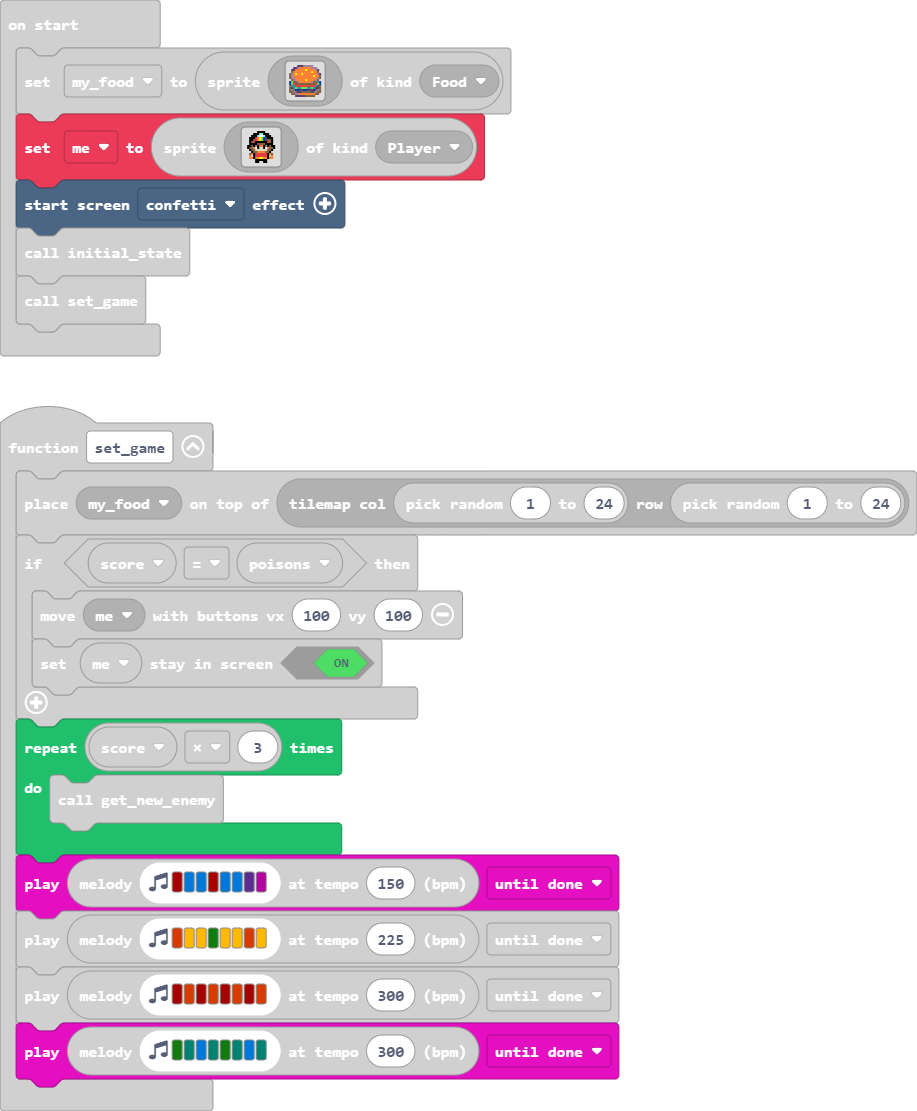 on start
set my_food to sprite of kind Food
set me to sprite of kind Player
start screen confetti effect
call initial_state
call set_game
function set_game
place my_food on top of tilemap col pick random 1 to 24 row pick random 1 to 24
if score = poisons then
move me with buttons vx 100 vy 100
set me stay in screen ON
repeat score × 3 times
do
call get_new_enemy
play melody at tempo 150 (bpm) until done
play melody at tempo 225 (bpm) until done
play melody at tempo 300 (bpm) until done
play melody at tempo 300 (bpm) until done